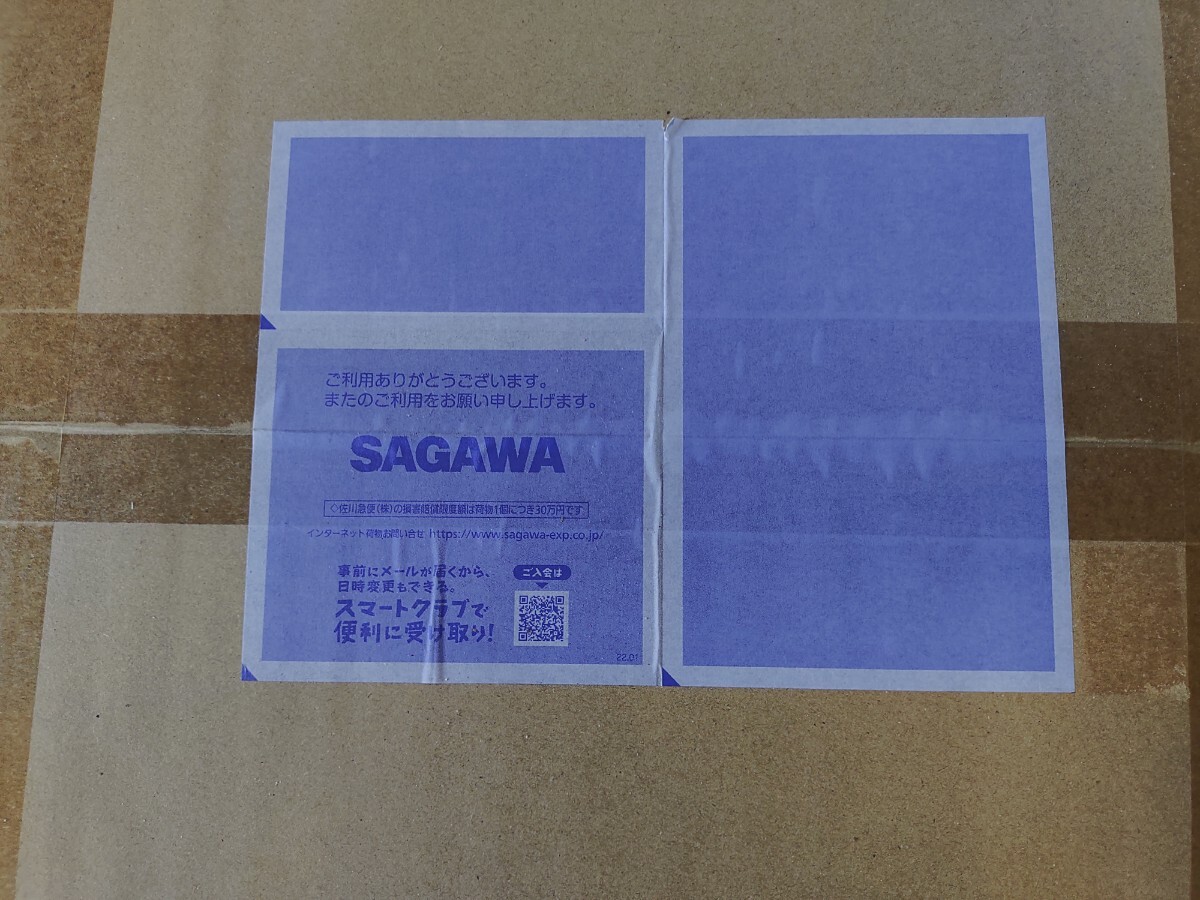 ご利用ありがとうございます。
またのご利用をお願い申し上げます。
SAGAWA
◇佐川急便(株)の損害賠償限度額は荷物1個につき30万円です
インターネット荷物お問い合せ https://www.sagawa-exp.co.jp/
事前にメールが届くから、
日時変更もできる。
スマートクラブで
便利に受け取り!
ご入会は
22.01